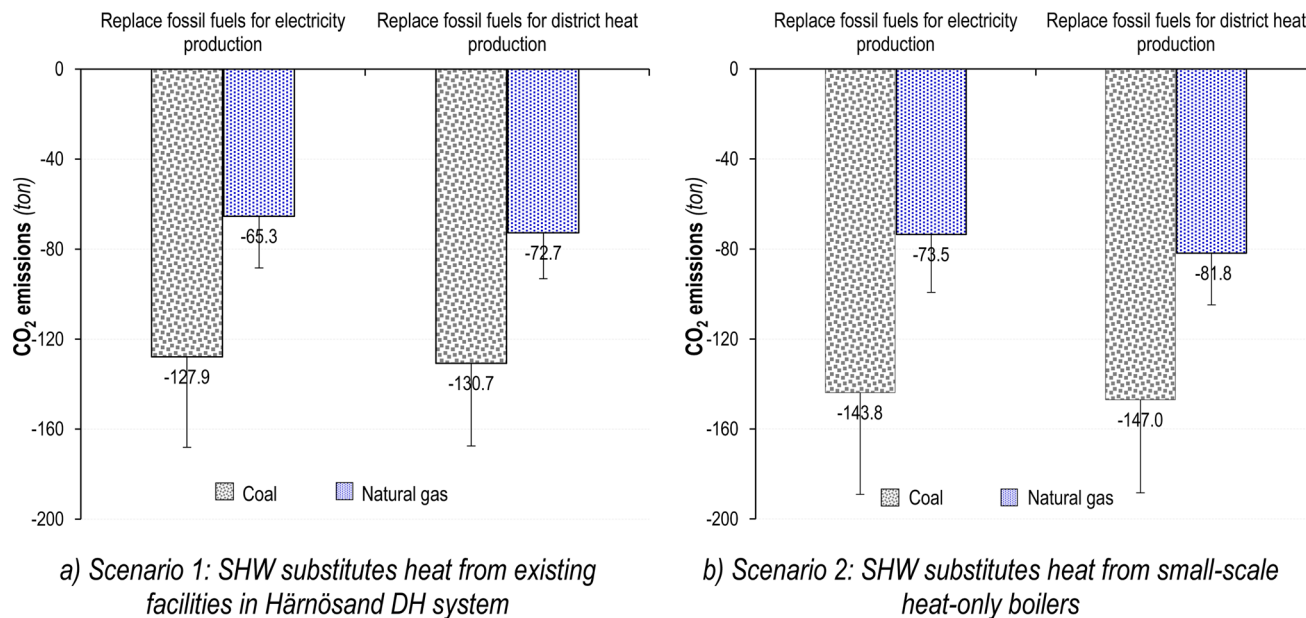 Replace fossil fuels for electricity
production
Replace fossil fuels for district heat
production
0
-40
-80
-120
-160
-200
CO₂ emissions (ton)
-127.9
-65.3
-130.7
-72.7
Coal
Natural gas
a) Scenario 1: SHW substitutes heat from existing
facilities in Härnösand DH system
Replace fossil fuels for electricity
production
Replace fossil fuels for district heat
production
0
-40
-80
-120
-160
-200
CO₂ emissions (ton)
-143.8
-73.5
-147.0
-81.8
Coal
Natural gas
b) Scenario 2: SHW substitutes heat from small-scale
heat-only boilers